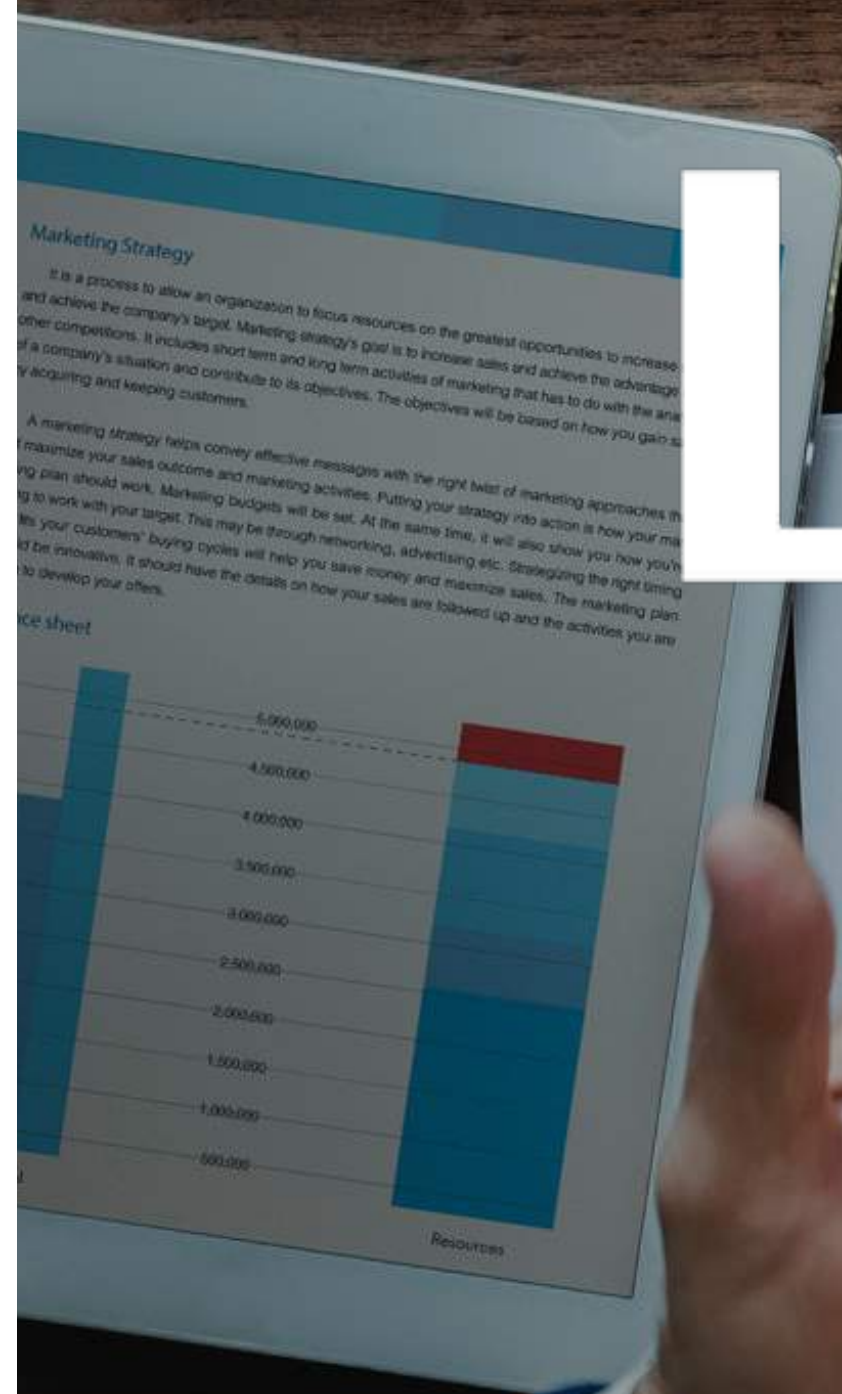 L
Marketing Strategy
It is a process to allow an organization to focus resources on the greatest opportunities to increase
and achieve the company's target. Marketing strategy's goal is to increase sales and achieve the advantage
other competitions. It includes short term and long term activities of marketing that has to do with the ana
of a company's situation and contribute to its objectives. The objectives will be based on how you gain sa
y acquiring and keeping customers.
A marketing strategy helps convey effective messages with the right twist of marketing approaches th
f maximize your sales outcome and marketing activities. Putting your strategy into action is how your ma
ng plan should work. Marketing budgets will be set. At the same time, it will also show you how you'r
g to work with your target. This may be through networking, advertising etc. Strategizing the right timing
its your customers' buying cycles will help you save money and maximize sales. The marketing plan
ld be innovative, it should have the details on how your sales are followed up and the activities you are
to develop your offers.
nce sheet
5,000,000
4,500,000
4,000,000
3,500,000
3,000,000
2,500,000
2,000,000
1,500,000
1,000,000
500,000
Resources